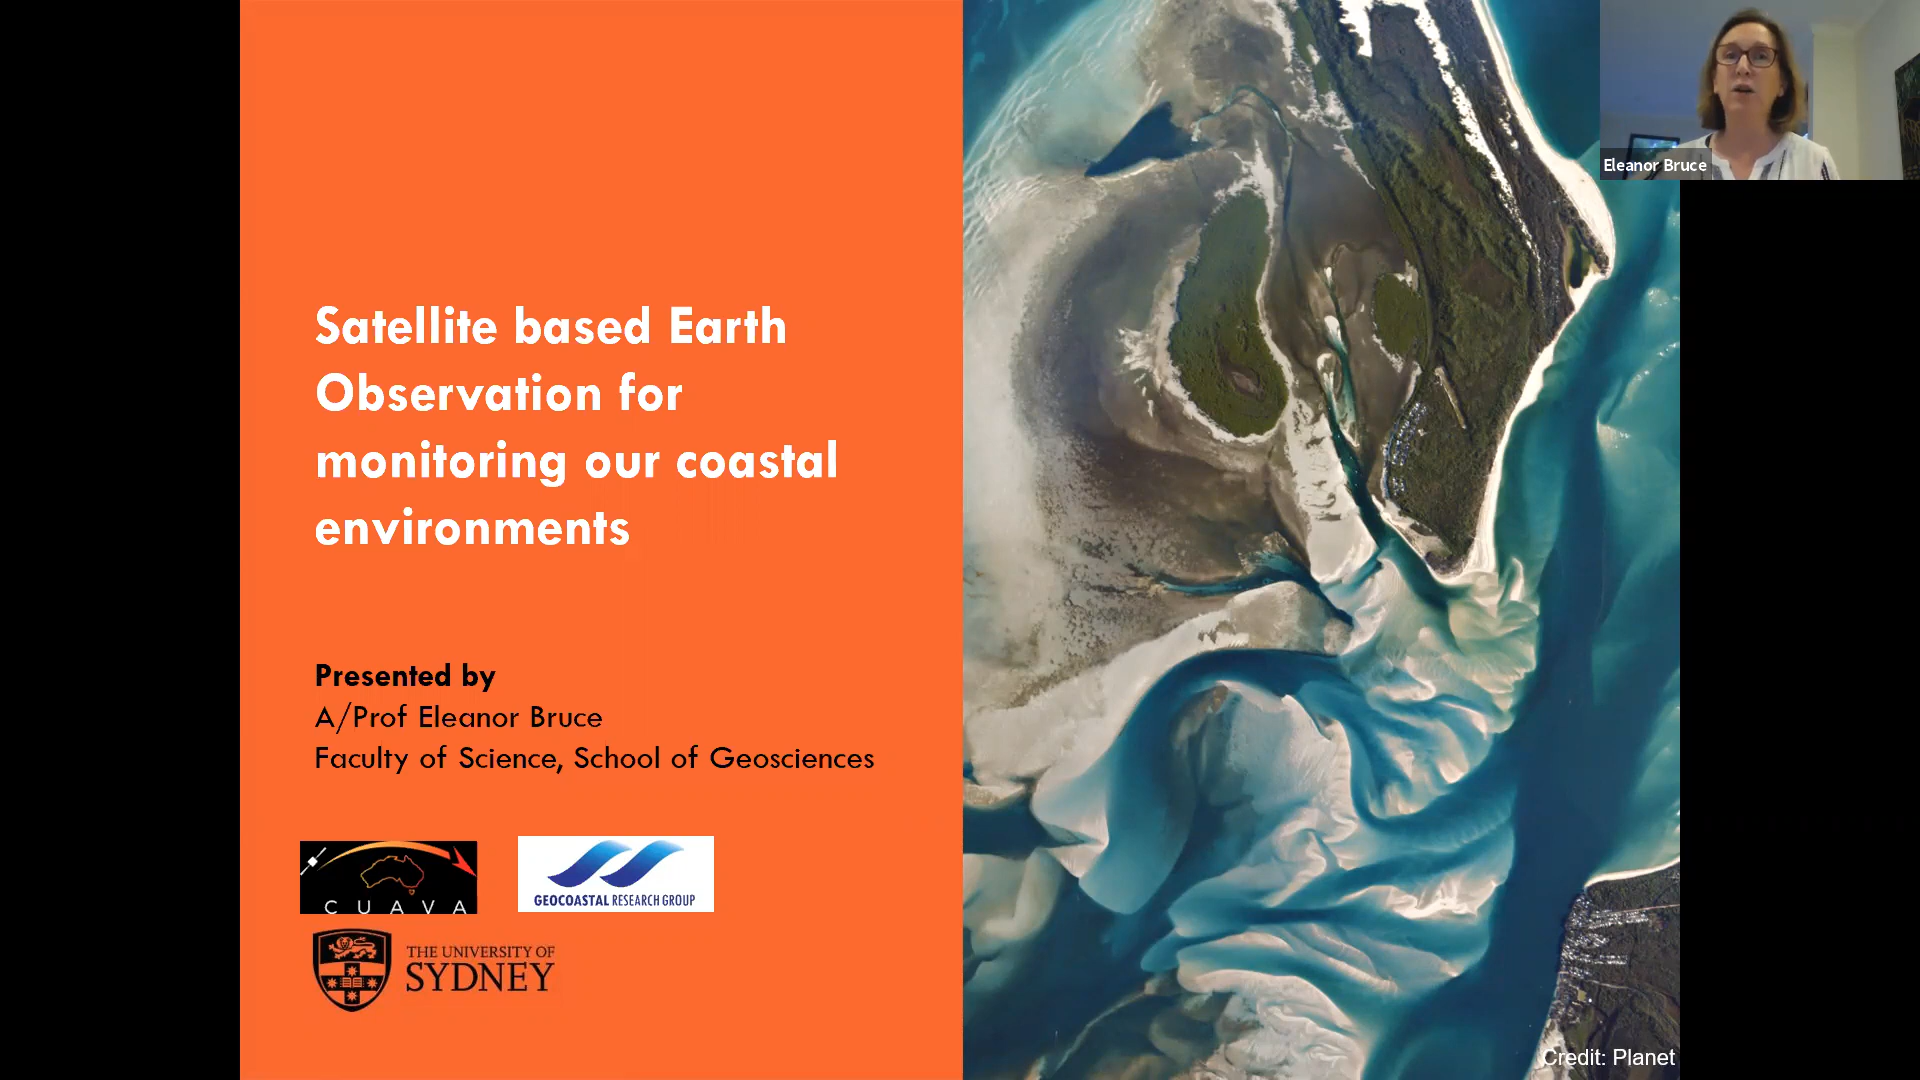 Satellite based Earth
Observation for
monitoring our coastal
environments
Presented by
A/Prof Eleanor Bruce
Faculty of Science, School of Geosciences
CUAVA
GEOCOASTAL RESEARCH GROUP
THE UNIVERSITY OF
SYDNEY
Eleanor Bruce
Credit: Planet